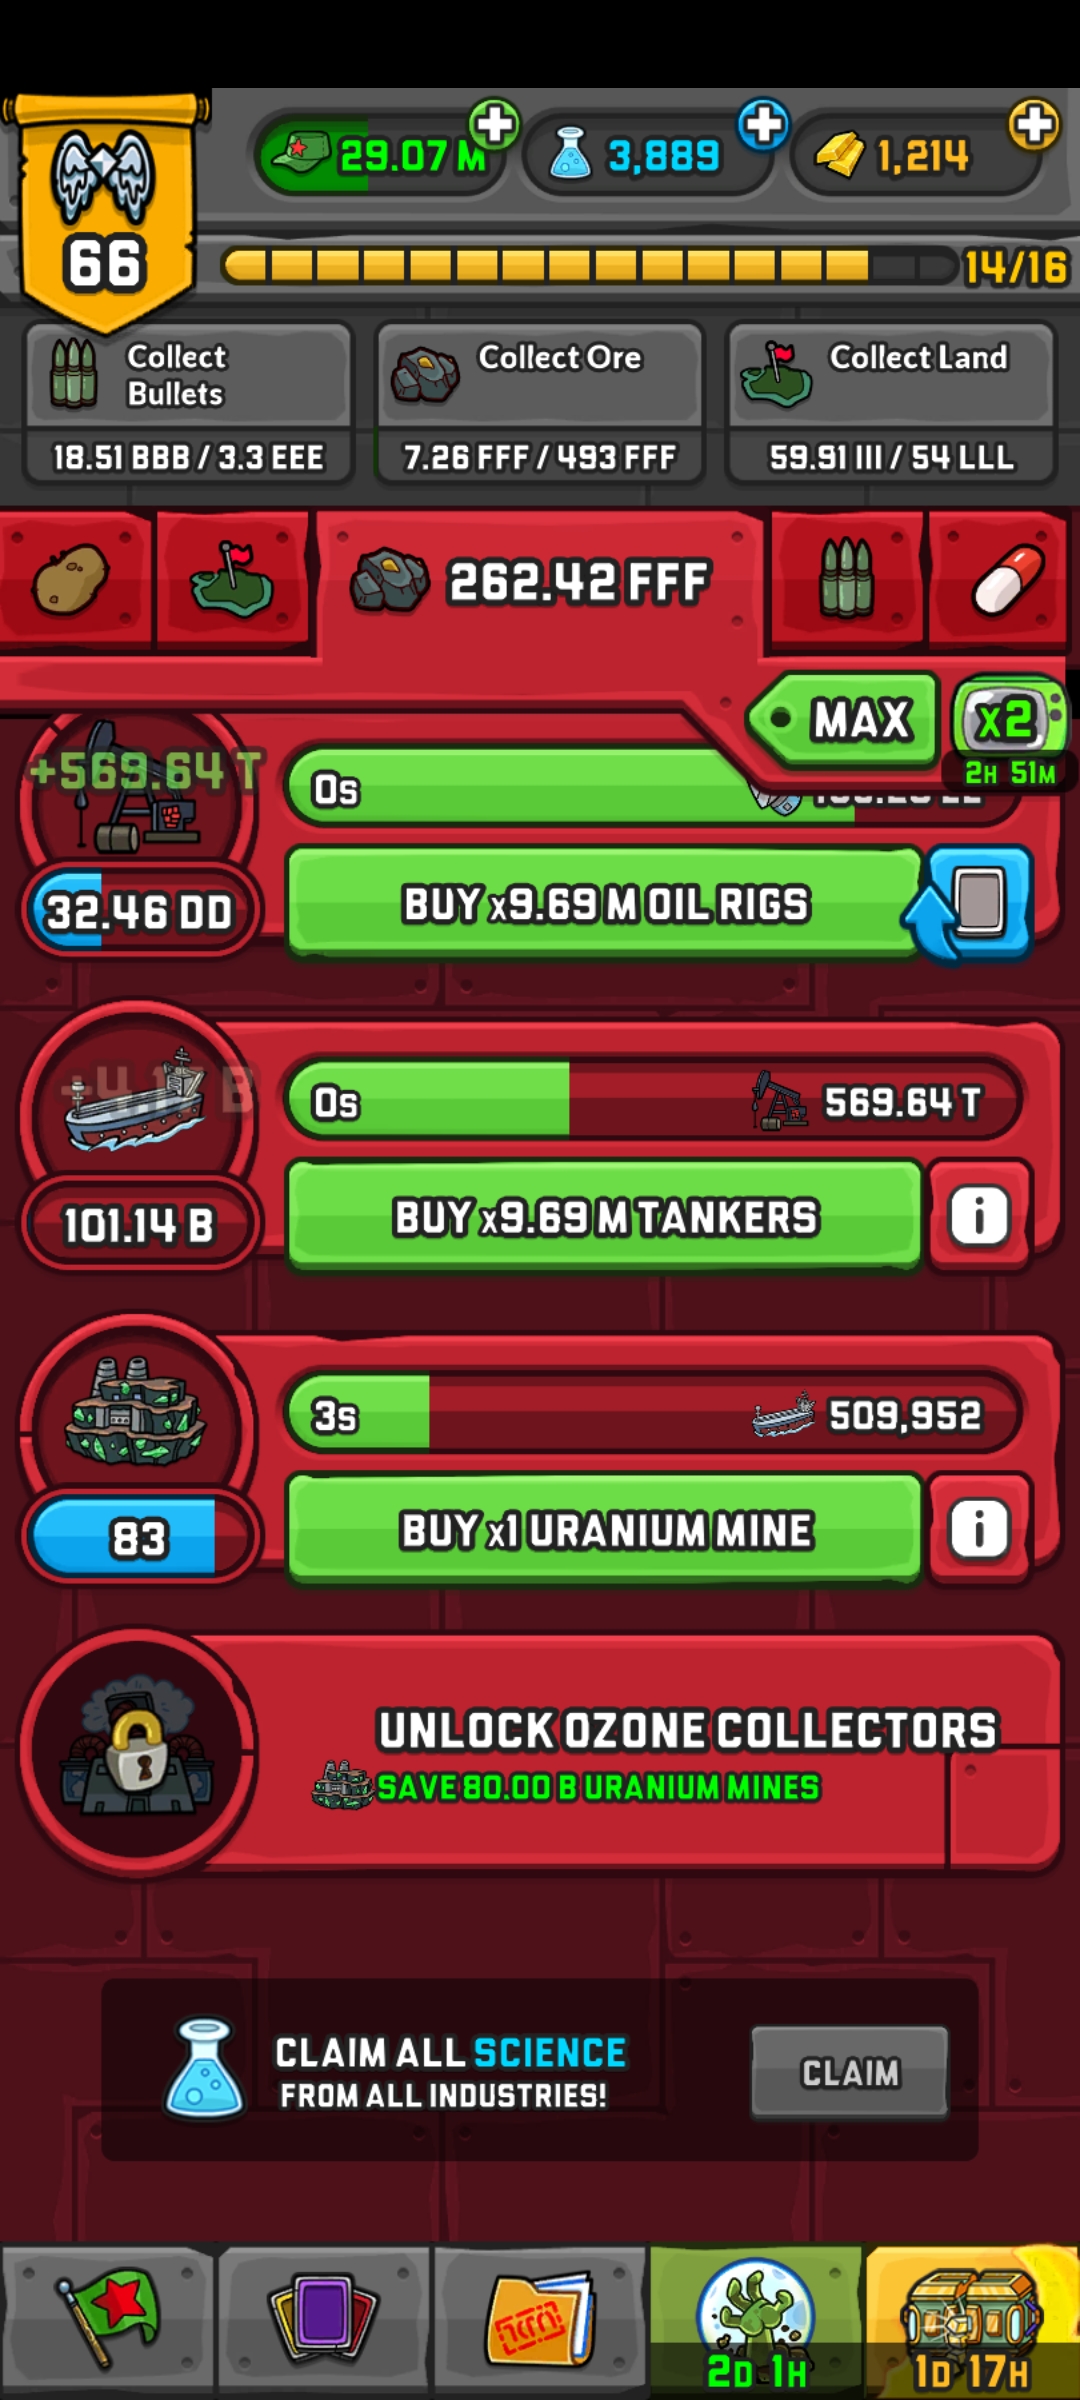 29.07 M
3,889
1,214
66
14/16
Collect
Bullets
18.51 BBB / 3.3 EEE
Collect Ore
7.26 FFF / 493 FFF
Collect Land
59.91 III / 54 LLL
262.42 FFF
MAX
x2
2H 51M
+569.64 T
0s
32.46 DD
BUY x9.69 M OIL RIGS
0s
569.64 T
101.14 B
BUY x9.69 M TANKERS
i
3s
509,952
83
BUY x1 URANIUM MINE
i
UNLOCK OZONE COLLECTORS
SAVE 80.00 B URANIUM MINES
CLAIM ALL SCIENCE
FROM ALL INDUSTRIES!
CLAIM
2D 1H
1D 17H